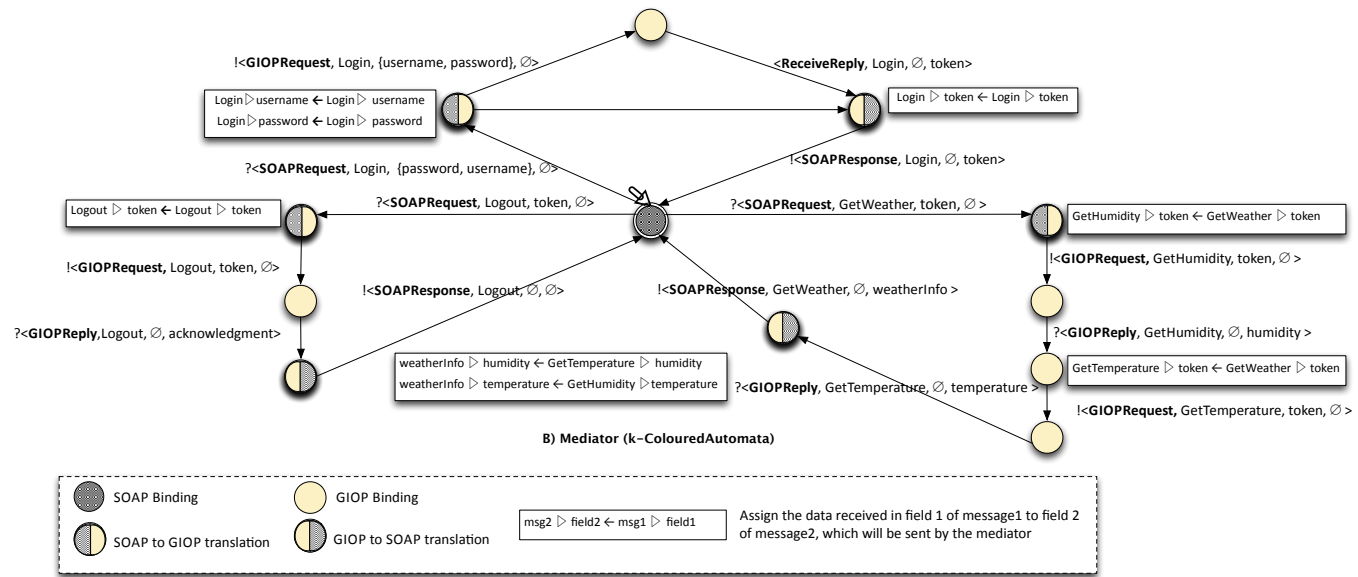 !<GIOPRequest, Login, {username, password}, ∅>
<ReceiveReply, Login, ∅, token>
Login ▷ username ← Login ▷ username
Login ▷ password ← Login ▷ password
Login ▷ token ← Login ▷ token
?<SOAPRequest, Login, {password, username}, ∅>
!<SOAPResponse, Login, ∅, token>
Logout ▷ token ← Logout ▷ token
?<SOAPRequest, Logout, token, ∅>
?<SOAPRequest, GetWeather, token, ∅>
GetHumidity ▷ token ← GetWeather ▷ token
!<GIOPRequest, Logout, token, ∅>
!<GIOPRequest, GetHumidity, token, ∅ >
!<SOAPResponse, Logout, ∅, ∅>
!<SOAPResponse, GetWeather, ∅, weatherInfo >
?<GIOPReply,Logout, ∅, acknowledgment>
?<GIOPReply, GetHumidity, ∅, humidity >
weatherInfo ▷ humidity ← GetTemperature ▷ humidity
weatherInfo ▷ temperature ← GetHumidity ▷ temperature
GetTemperature ▷ token ← GetWeather ▷ token
?<GIOPReply, GetTemperature, ∅, temperature >
!<GIOPRequest, GetTemperature, token, ∅ >
B) Mediator (k-ColouredAutomata)
SOAP Binding
GIOP Binding
SOAP to GIOP translation
GIOP to SOAP translation
msg2 ▷ field2 ← msg1 ▷ field1
Assign the data received in field 1 of message1 to field 2
of message2, which will be sent by the mediator